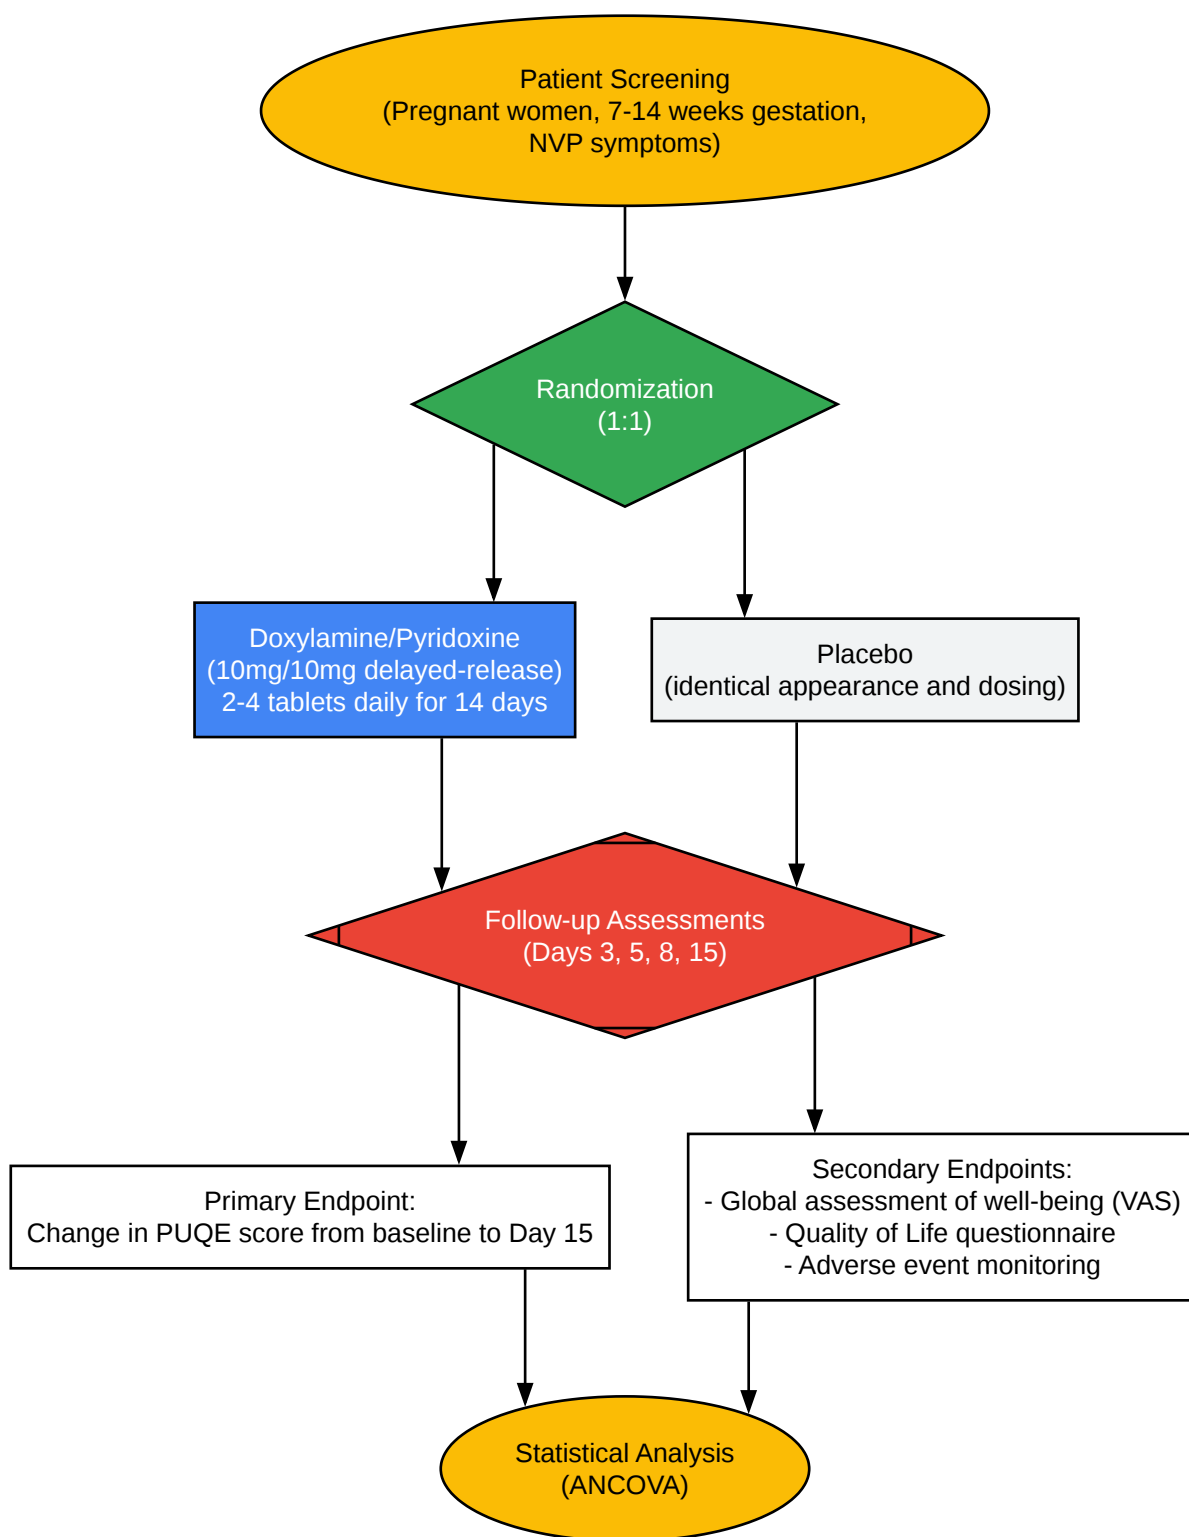 Patient Screening
(Pregnant women, 7-14 weeks gestation,
NVP symptoms)
Randomization
(1:1)
Doxylamine/Pyridoxine
(10mg/10mg delayed-release)
2-4 tablets daily for 14 days
Placebo
(identical appearance and dosing)
Follow-up Assessments
(Days 3, 5, 8, 15)
Primary Endpoint:
Change in PUQE score from baseline to Day 15
Secondary Endpoints:
- Global assessment of well-being (VAS)
- Quality of Life questionnaire
- Adverse event monitoring
Statistical Analysis
(ANCOVA)